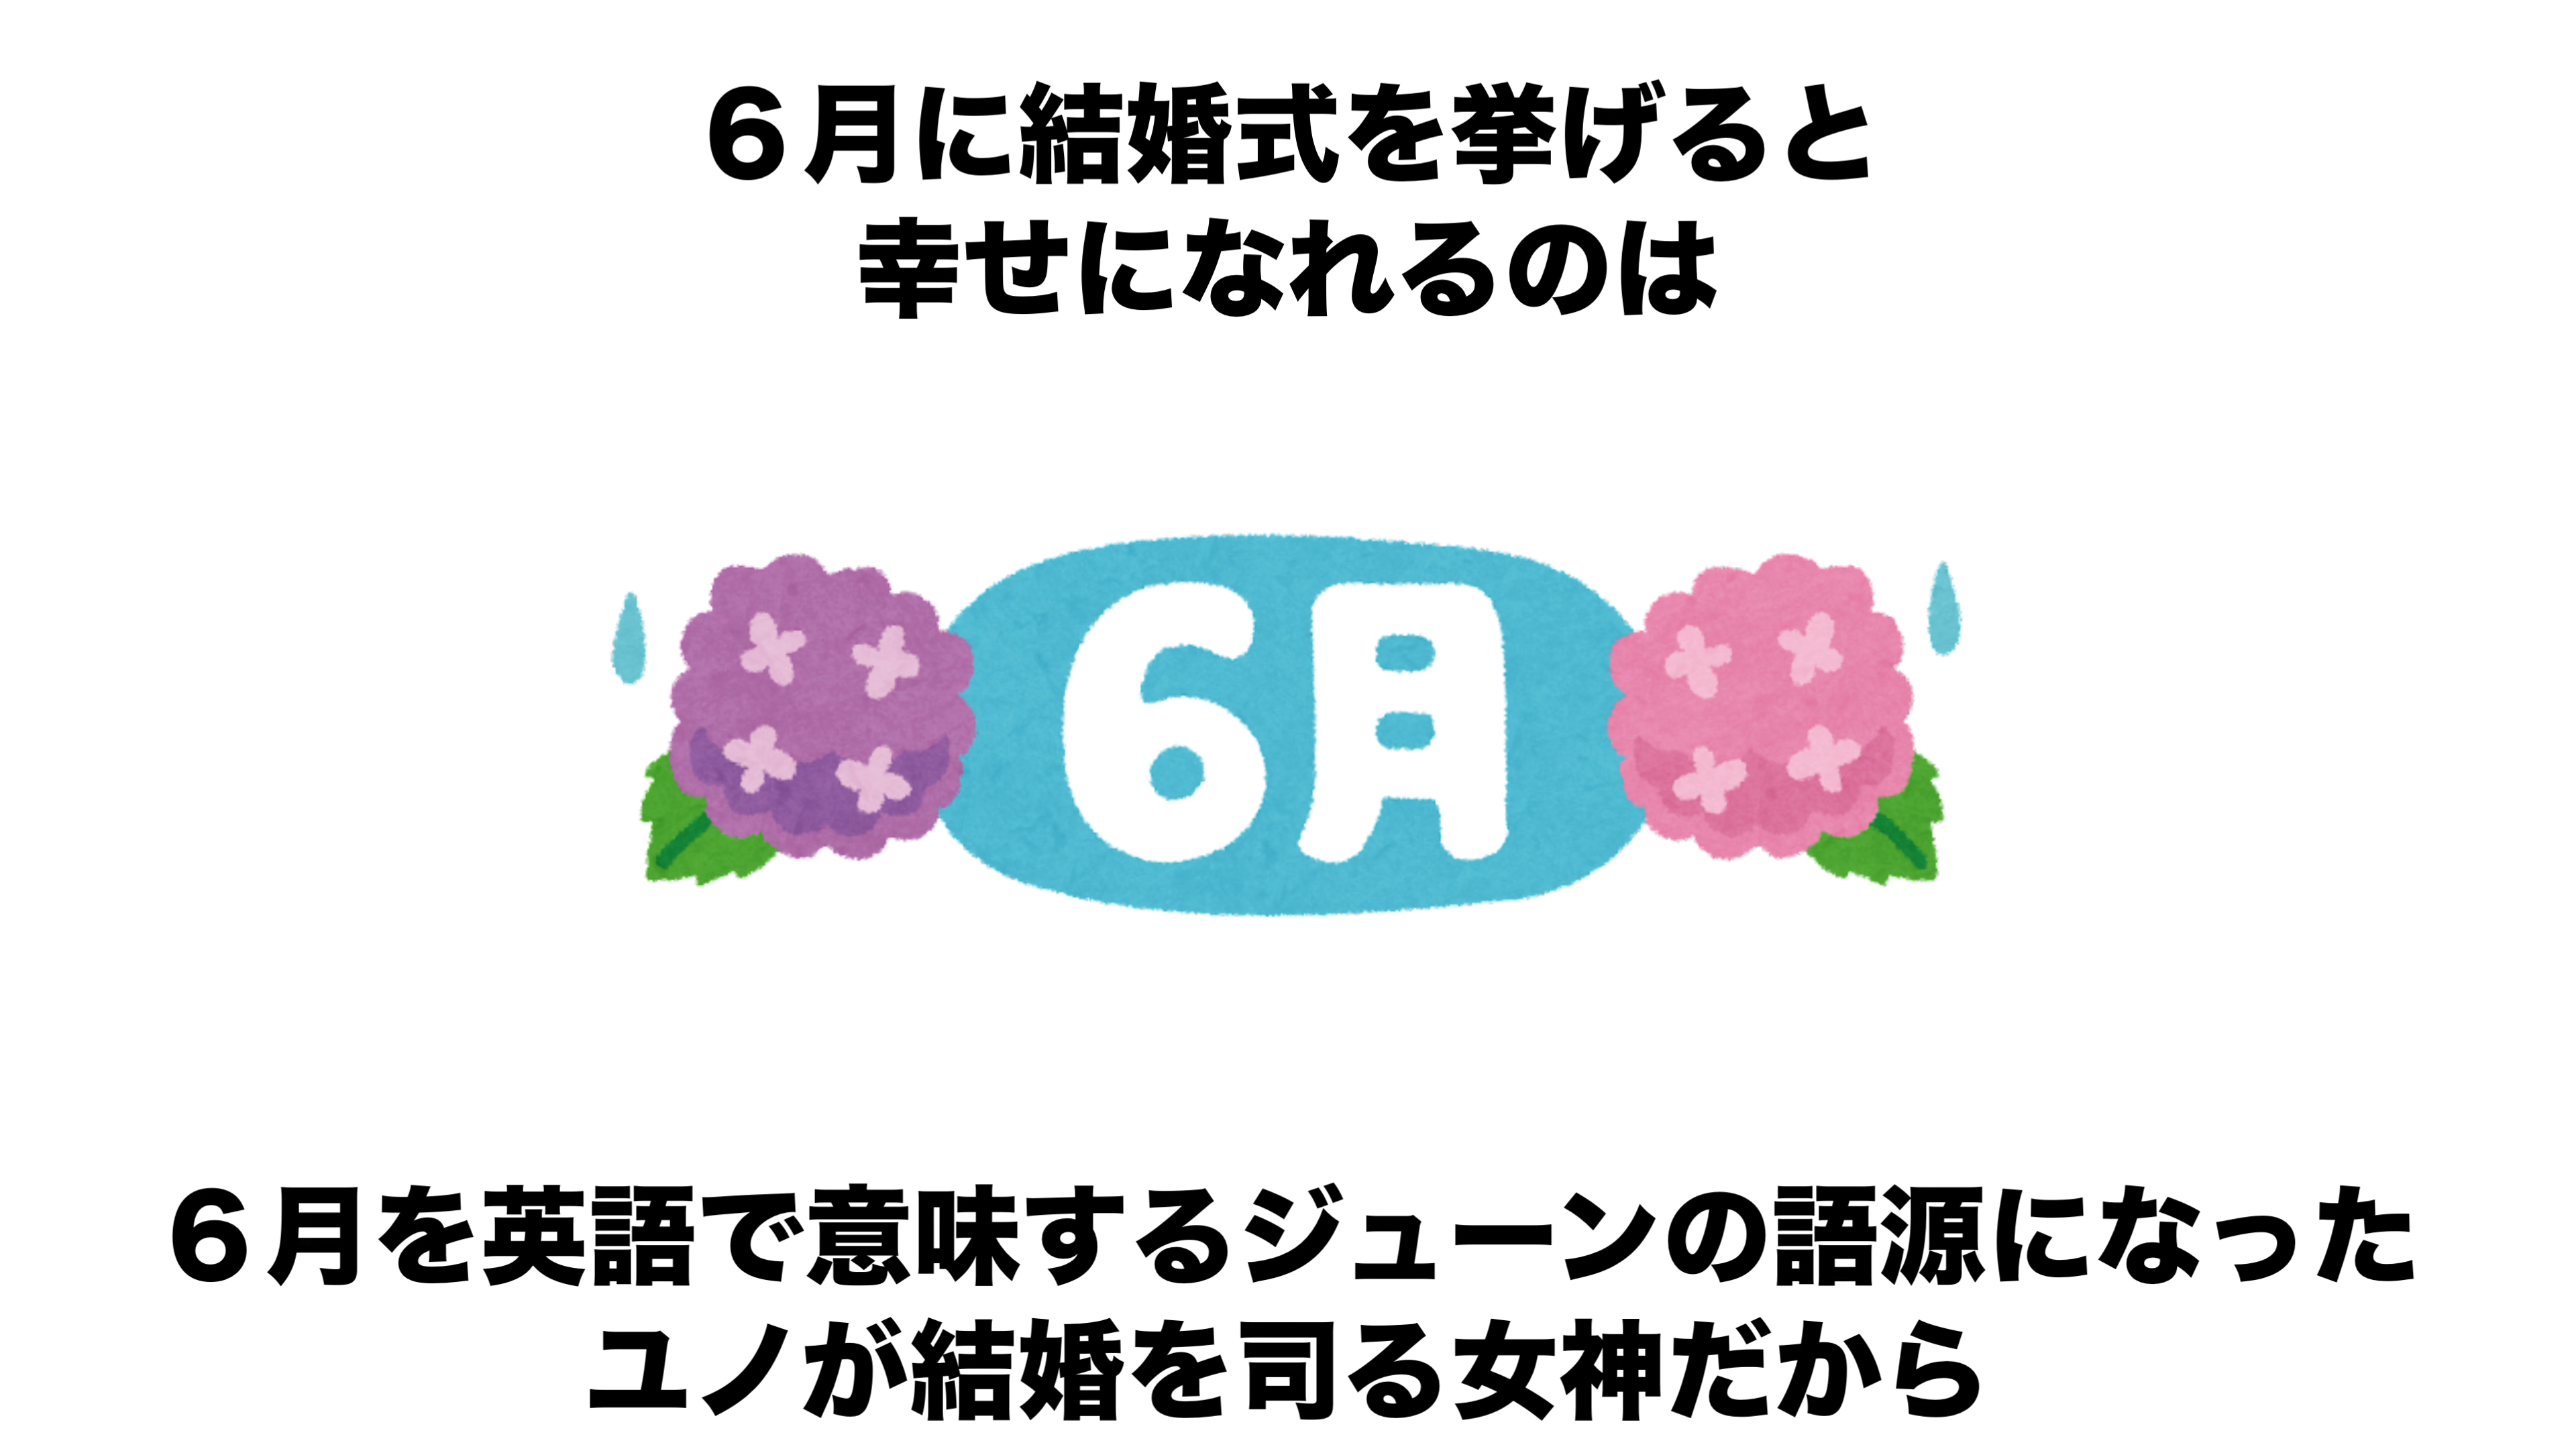 ６月に結婚式を挙げると
幸せになれるのは
6月
６月を英語で意味するジューンの語源になった
ユノが結婚を司る女神だから